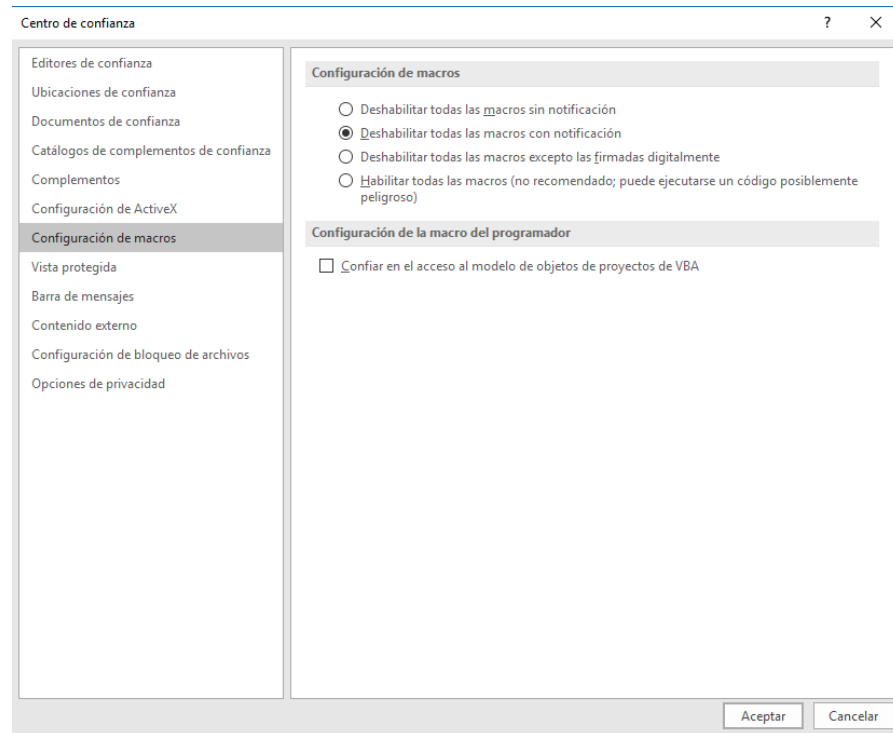 Centro de confianza
?
Editores de confianza
Ubicaciones de confianza
Documentos de confianza
Catálogos de complementos de confianza
Complementos
Configuración de ActiveX
Configuración de macros
Vista protegida
Barra de mensajes
Contenido externo
Configuración de bloqueo de archivos
Opciones de privacidad
Configuración de macros
Deshabilitar todas las macros sin notificación
Deshabilitar todas las macros con notificación
Deshabilitar todas las macros excepto las firmadas digitalmente
Habilitar todas las macros (no recomendado; puede ejecutarse un código posiblemente
peligroso)
Configuración de la macro del programador
Confiar en el acceso al modelo de objetos de proyectos de VBA
Aceptar
Cancelar